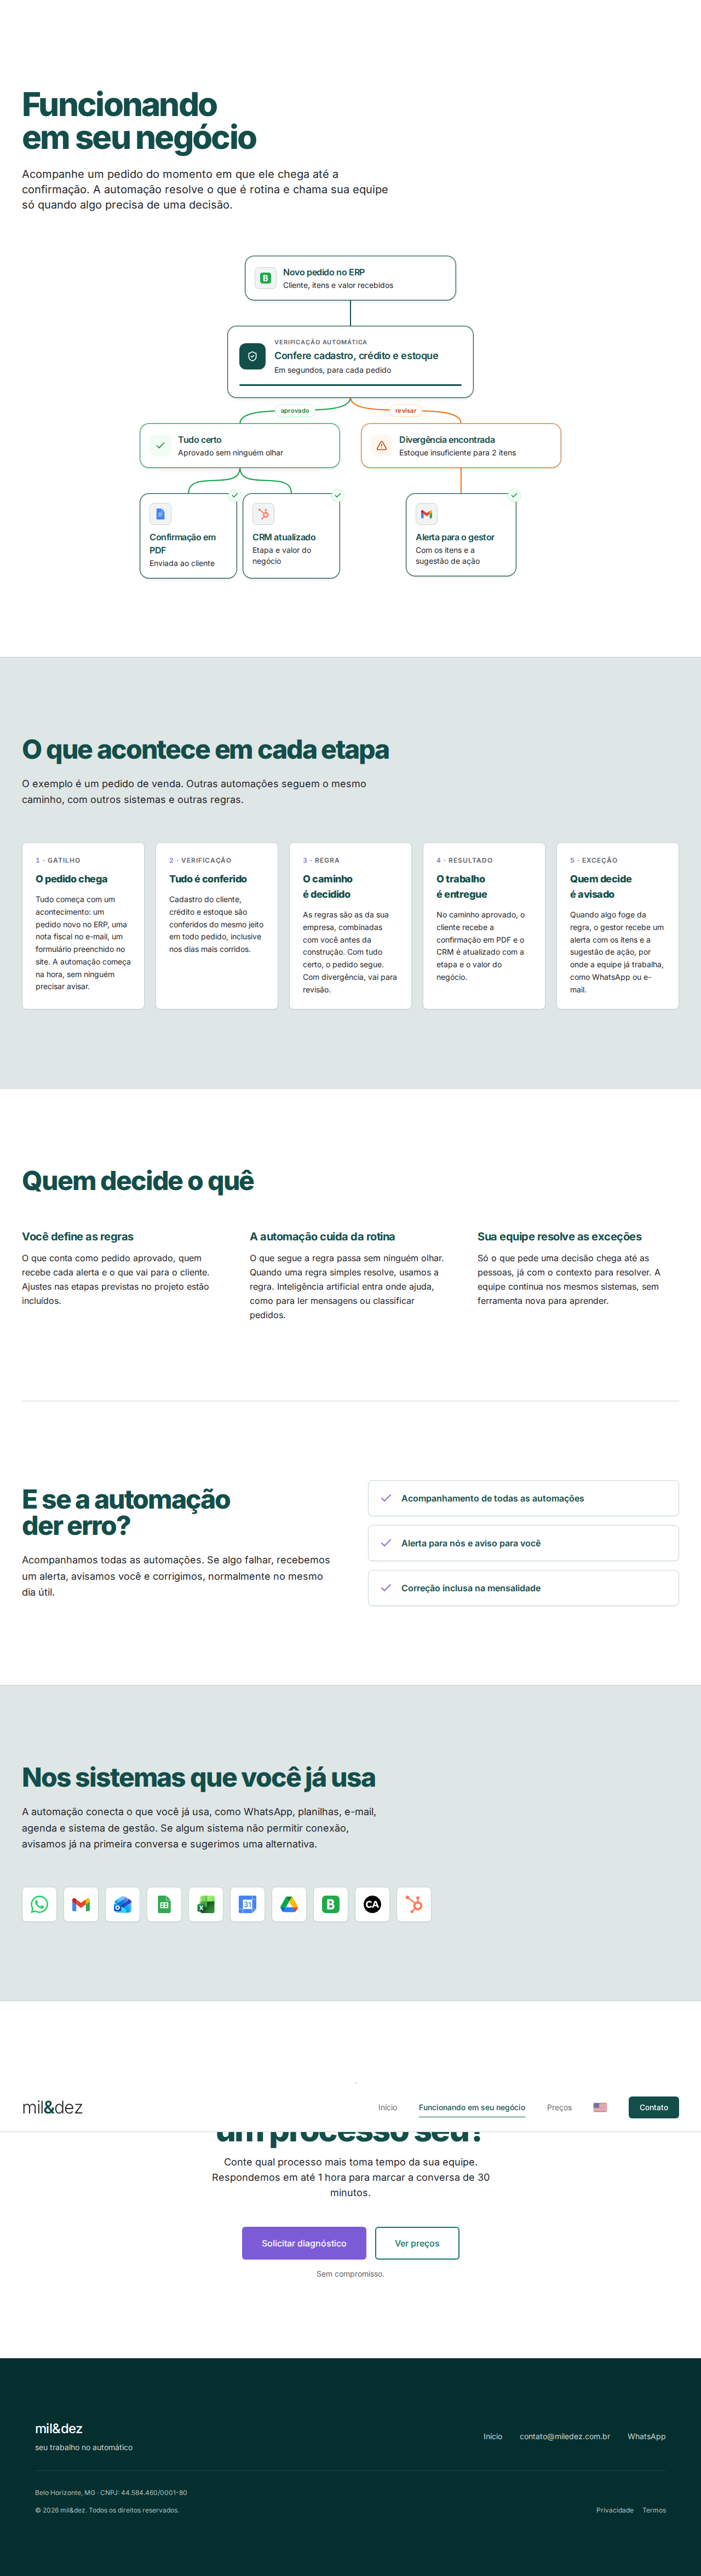 Funcionando
em seu negócio
Acompanhe um pedido do momento em que ele chega até a
confirmação. A automação resolve o que é rotina e chama sua equipe
só quando algo precisa de uma decisão.
Novo pedido no ERP
Cliente, itens e valor recebidos
VERIFICAÇÃO AUTOMÁTICA
Confere cadastro, crédito e estoque
Em segundos, para cada pedido
aprovado
revisar
Tudo certo
Aprovado sem ninguém olhar
Divergência encontrada
Estoque insuficiente para 2 itens
Confirmação em
PDF
Enviada ao cliente
CRM atualizado
Etapa e valor do
negócio
Alerta para o gestor
Com os itens e a
sugestão de ação
O que acontece em cada etapa
O exemplo é um pedido de venda. Outras automações seguem o mesmo
caminho, com outros sistemas e outras regras.
1 · GATILHO
O pedido chega
Tudo começa com um
acontecimento: um
pedido novo no ERP, uma
nota fiscal no e-mail, um
formulário preenchido no
site. A automação começa
na hora, sem ninguém
precisar avisar.
2 · VERIFICAÇÃO
Tudo é conferido
Cadastro do cliente,
crédito e estoque são
conferidos do mesmo jeito
em todo pedido, inclusive
nos dias mais corridos.
3 · REGRA
O caminho
é decidido
As regras são as da sua
empresa, combinadas
com você antes da
construção. Com tudo
certo, o pedido segue.
Com divergência, vai para
revisão.
4 · RESULTADO
O trabalho
é entregue
No caminho aprovado, o
cliente recebe a
confirmação em PDF e o
CRM é atualizado com a
etapa e o valor do
negócio.
5 · EXCEÇÃO
Quem decide
é avisado
Quando algo foge da
regra, o gestor recebe um
alerta com os itens e a
sugestão de ação, por
onde a equipe já trabalha,
como WhatsApp ou e-
mail.
Quem decide o quê
Você define as regras
O que conta como pedido aprovado, quem
recebe cada alerta e o que vai para o cliente.
Ajustes nas etapas previstas no projeto estão
incluídos.
A automação cuida da rotina
O que segue a regra passa sem ninguém olhar.
Quando uma regra simples resolve, usamos a
regra. Inteligência artificial entra onde ajuda,
como para ler mensagens ou classificar
pedidos.
Sua equipe resolve as exceções
Só o que pede uma decisão chega até as
pessoas, já com o contexto para resolver. A
equipe continua nos mesmos sistemas, sem
ferramenta nova para aprender.
E se a automação
der erro?
Acompanhamos todas as automações. Se algo falhar, recebemos
um alerta, avisamos você e corrigimos, normalmente no mesmo
dia útil.
Acompanhamento de todas as automações
Alerta para nós e aviso para você
Correção inclusa na mensalidade
Nos sistemas que você já usa
A automação conecta o que você já usa, como WhatsApp, planilhas, e-mail,
agenda e sistema de gestão. Se algum sistema não permitir conexão,
avisamos já na primeira conversa e sugerimos uma alternativa.
31
CA
mil&dez
Início
Funcionando em seu negócio
Preços
Contato
um processo seu?
Conte qual processo mais toma tempo da sua equipe.
Respondemos em até 1 hora para marcar a conversa de 30
minutos.
Solicitar diagnóstico
Ver preços
Sem compromisso.
mil&dez
seu trabalho no automático
Início
contato@miledez.com.br
WhatsApp
Belo Horizonte, MG · CNPJ: 44.584.460/0001-80
© 2026 mil&dez. Todos os direitos reservados.
Privacidade
Termos